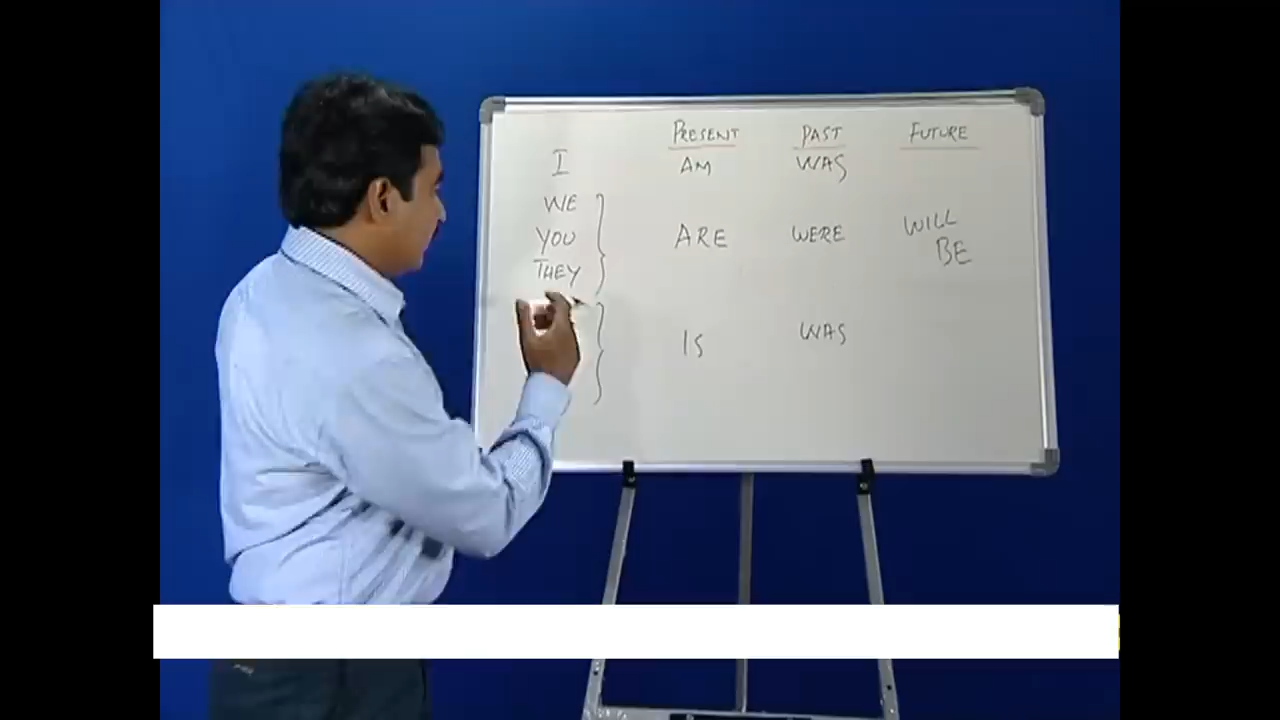 PRESENT PAST FUTURE
I AM WAS
WE
YOU ARE WERE WILL
BE
THEY
IS WAS